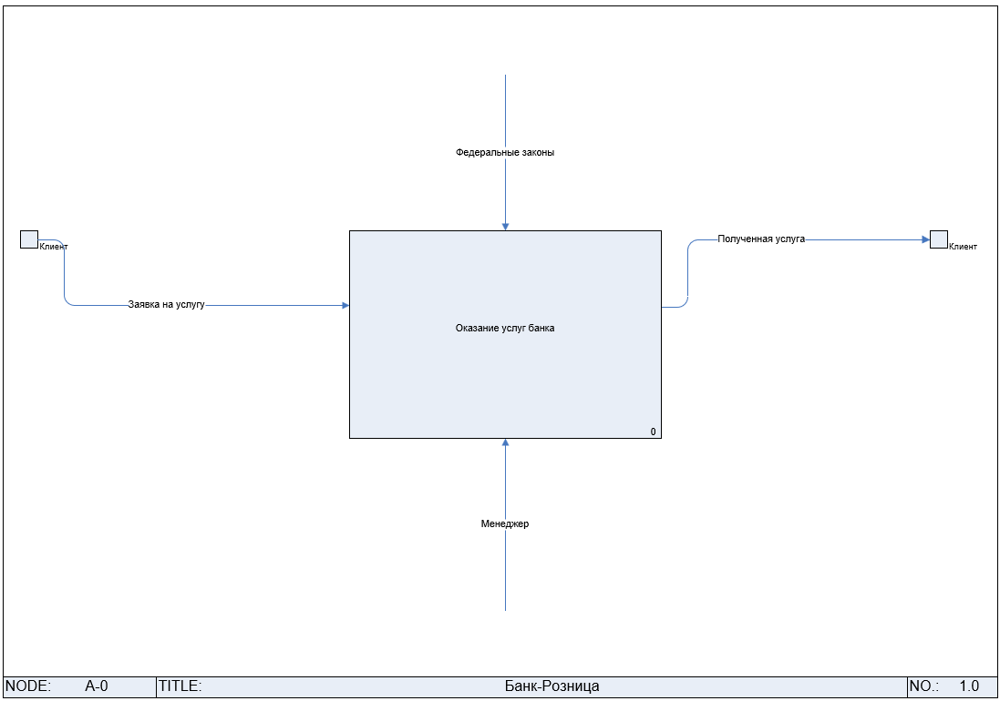 Федеральные законы
Клиент
Полученная услуга
Клиент
Заявка на услугу
Оказание услуг банка
0
Менеджер
NODE: A-0 TITLE: Банк-Розница NO.: 1.0